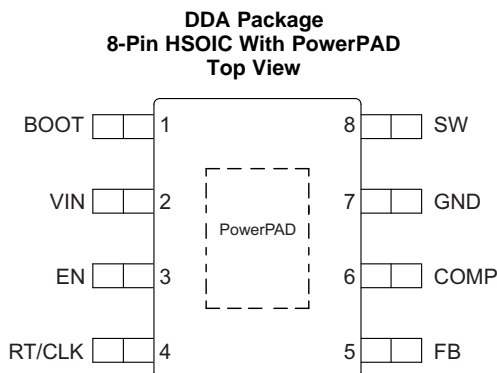 DDA Package
8-Pin HSOIC With PowerPAD
Top View
BOOT 1 8 SW
VIN 2 7 GND
PowerPAD
EN 3 6 COMP
RT/CLK 4 5 FB